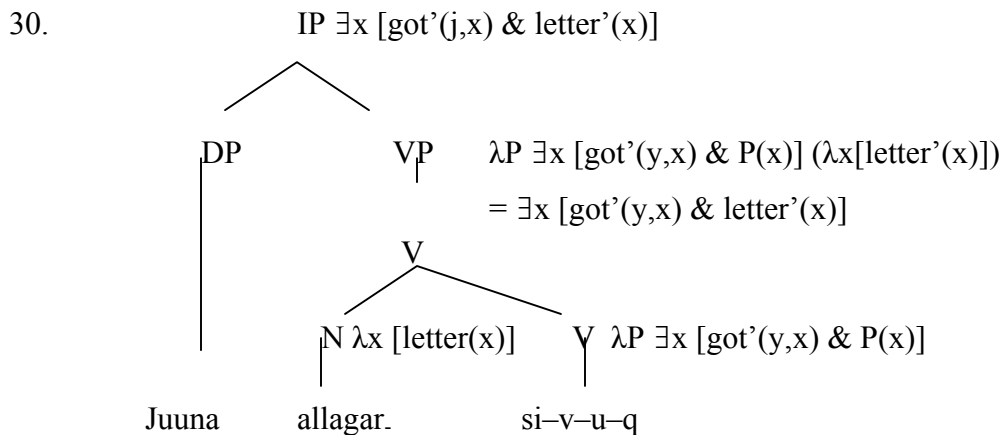 30. IP ∃x [got’(j,x) & letter’(x)]
DP VP λP ∃x [got’(y,x) & P(x)] (λx[letter’(x)])
= ∃x [got’(y,x) & letter’(x)]
V
N λx [letter(x)] V λP ∃x [got’(y,x) & P(x)]
Juuna allagar- si–v–u–q